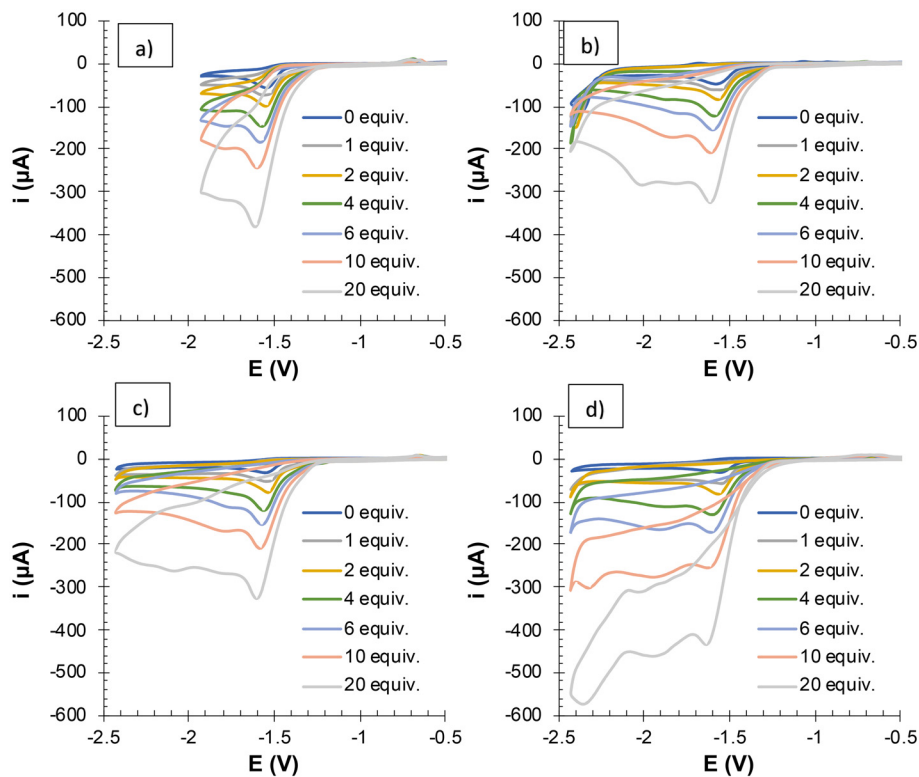 a)
100
0
-100
-200
-300
-400
-500
-600
i (µA)
0 equiv.
1 equiv.
2 equiv.
4 equiv.
6 equiv.
10 equiv.
20 equiv.
-2.5 -2 -1.5 -1 -0.5
E (V)
b)
100
0
-100
-200
-300
-400
-500
-600
i (µA)
0 equiv.
1 equiv.
2 equiv.
4 equiv.
6 equiv.
10 equiv.
20 equiv.
-2.5 -2 -1.5 -1 -0.5
E (V)
c)
100
0
-100
-200
-300
-400
-500
-600
i (µA)
0 equiv.
1 equiv.
2 equiv.
4 equiv.
6 equiv.
10 equiv.
20 equiv.
-2.5 -2 -1.5 -1 -0.5
E (V)
d)
100
0
-100
-200
-300
-400
-500
-600
i (µA)
0 equiv.
1 equiv.
2 equiv.
4 equiv.
6 equiv.
10 equiv.
20 equiv.
-2.5 -2 -1.5 -1 -0.5
E (V)